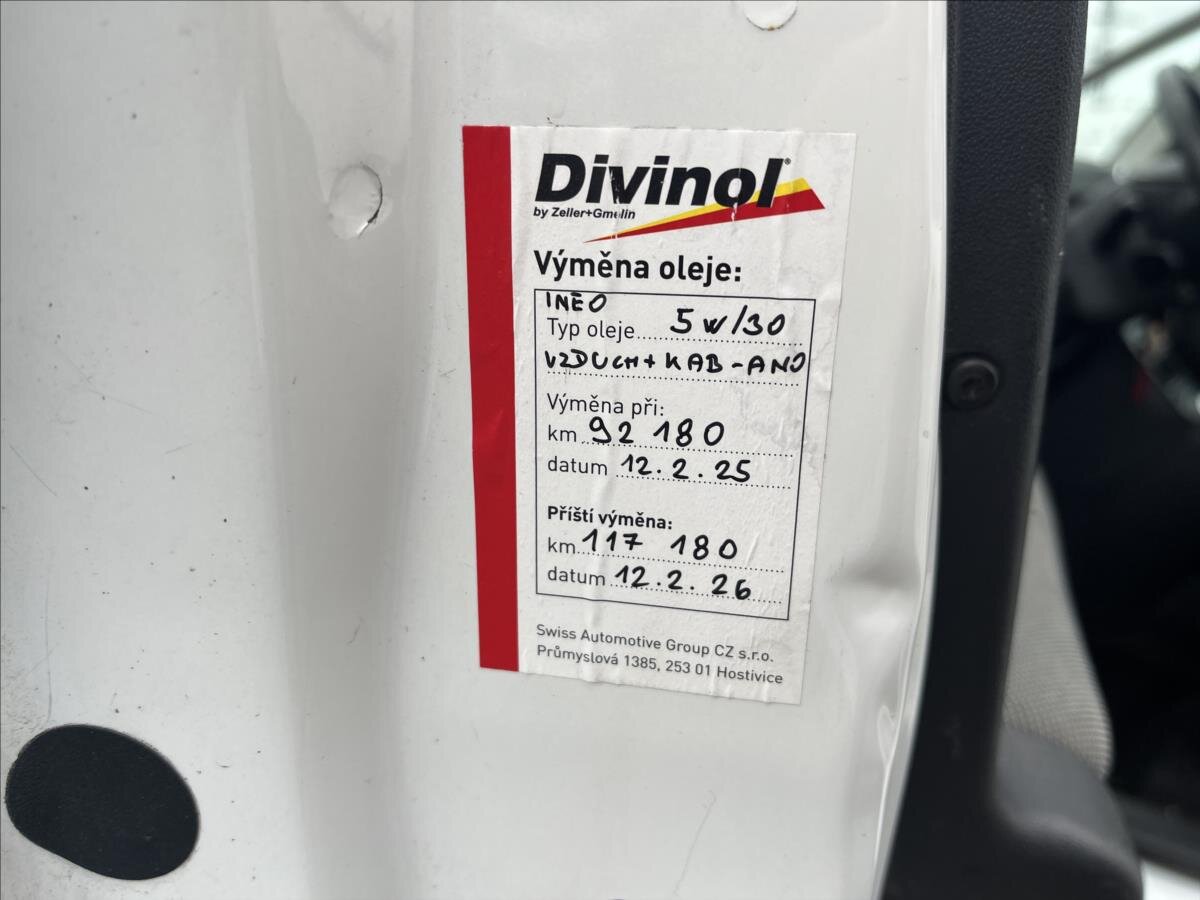 Divinol®
by Zeller+Gmelin
Výměna oleje:
INEO
Typ oleje.... 5W/30
VZDUCH+KAB-ANO
Výměna při:
km 92 180
datum 12.2.25
Příští výměna:
km 117 180
datum 12.2.26
Swiss Automotive Group CZ s.r.o.
Průmyslová 1385, 253 01 Hostivice